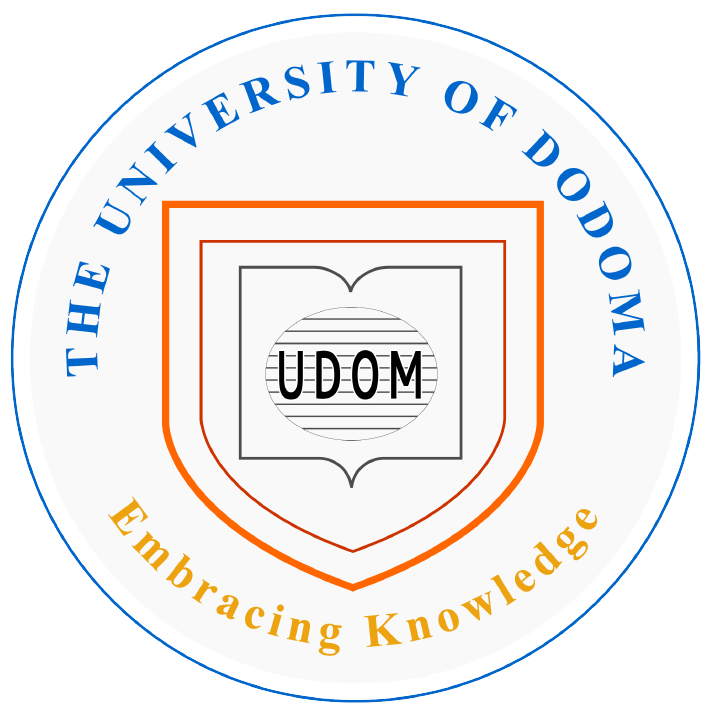 THE UNIVERSITY OF DODOMA
UDOM
Embracing Knowledge